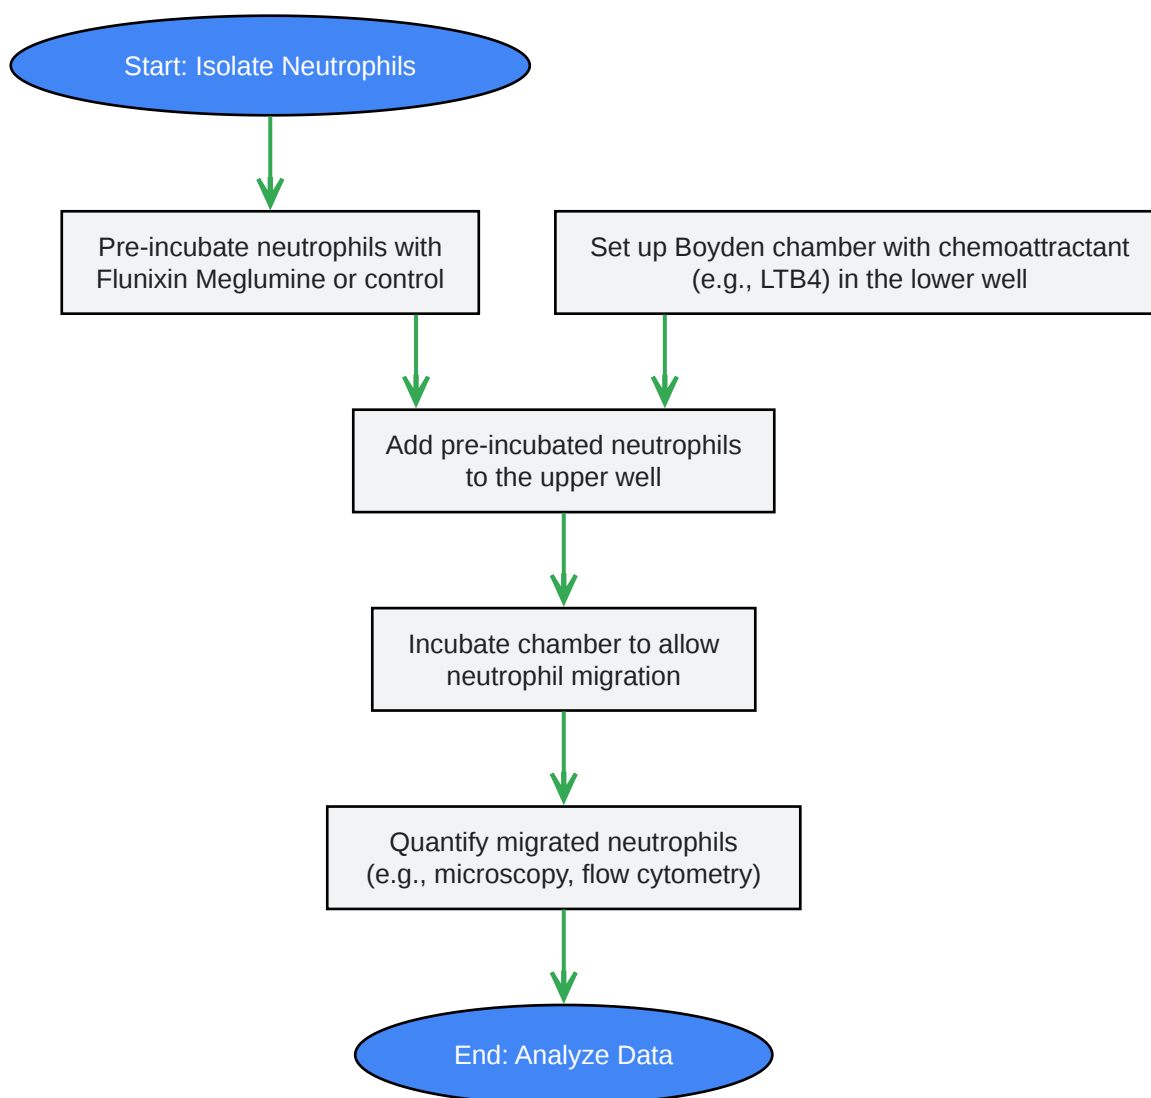 Start: Isolate Neutrophils
Pre-incubate neutrophils with
Flunixin Meglumine or control
Set up Boyden chamber with chemoattractant
(e.g., LTB4) in the lower well
Add pre-incubated neutrophils
to the upper well
Incubate chamber to allow
neutrophil migration
Quantify migrated neutrophils
(e.g., microscopy, flow cytometry)
End: Analyze Data